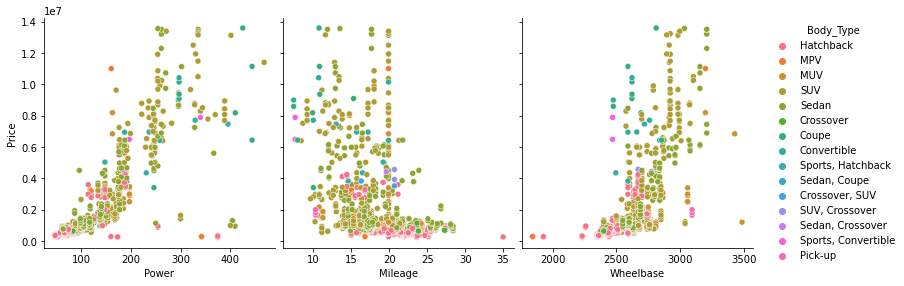 1e7
1.4
1.2
1.0
0.8
0.6
0.4
0.2
0.0
Price
0 100 200 300 400
Power
10 15 20 25 30 35
Mileage
2000 2500 3000 3500
Wheelbase
Body_Type
Hatchback
MPV
MUV
SUV
Sedan
Crossover
Coupe
Convertible
Sports, Hatchback
Sedan, Coupe
Crossover, SUV
SUV, Crossover
Sedan, Crossover
Sports, Convertible
Pick-up